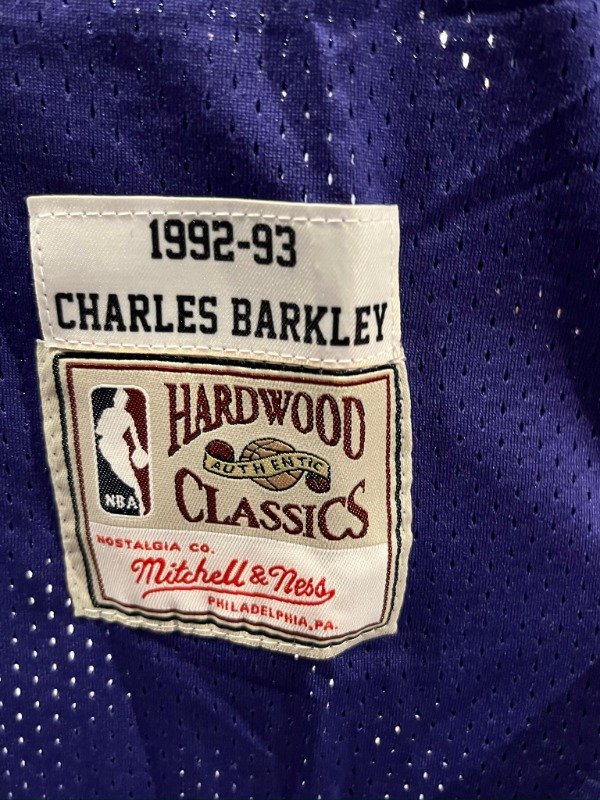 1992-93
CHARLES BARKLEY
HARDWOOD
AUTHENTIC
CLASSICS
NBA
NOSTALGIA CO.
Mitchell & Ness
PHILADELPHIA, PA.